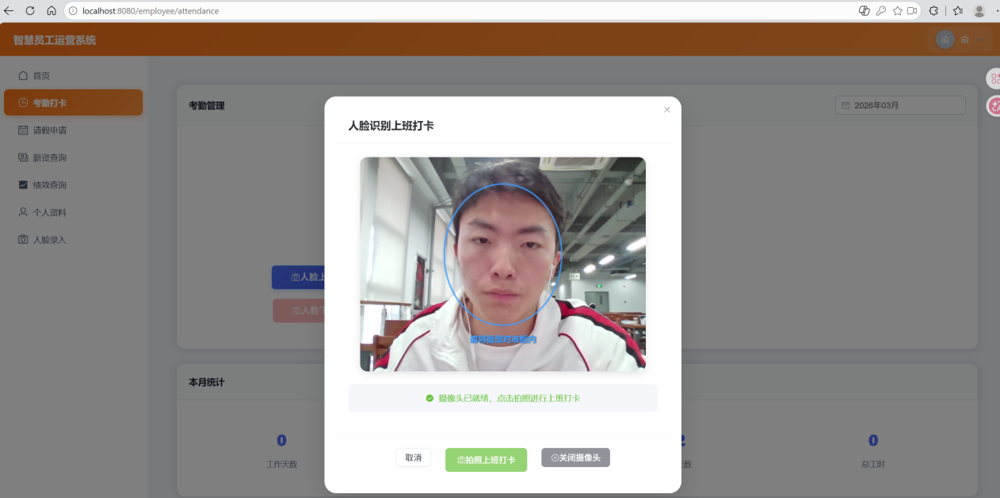 localhost:8080/employee/attendance
智慧员工运营系统
首页
考勤打卡
请假申请
薪资查询
绩效查询
个人资料
人脸录入
考勤管理
2026年03月
人脸上
人脸下
人脸识别上班打卡
请将面部对准框内
摄像头已就绪，点击拍照进行上班打卡
取消
拍照上班打卡
关闭摄像头
本月统计
0
工作天数
2
天数
0
总工时